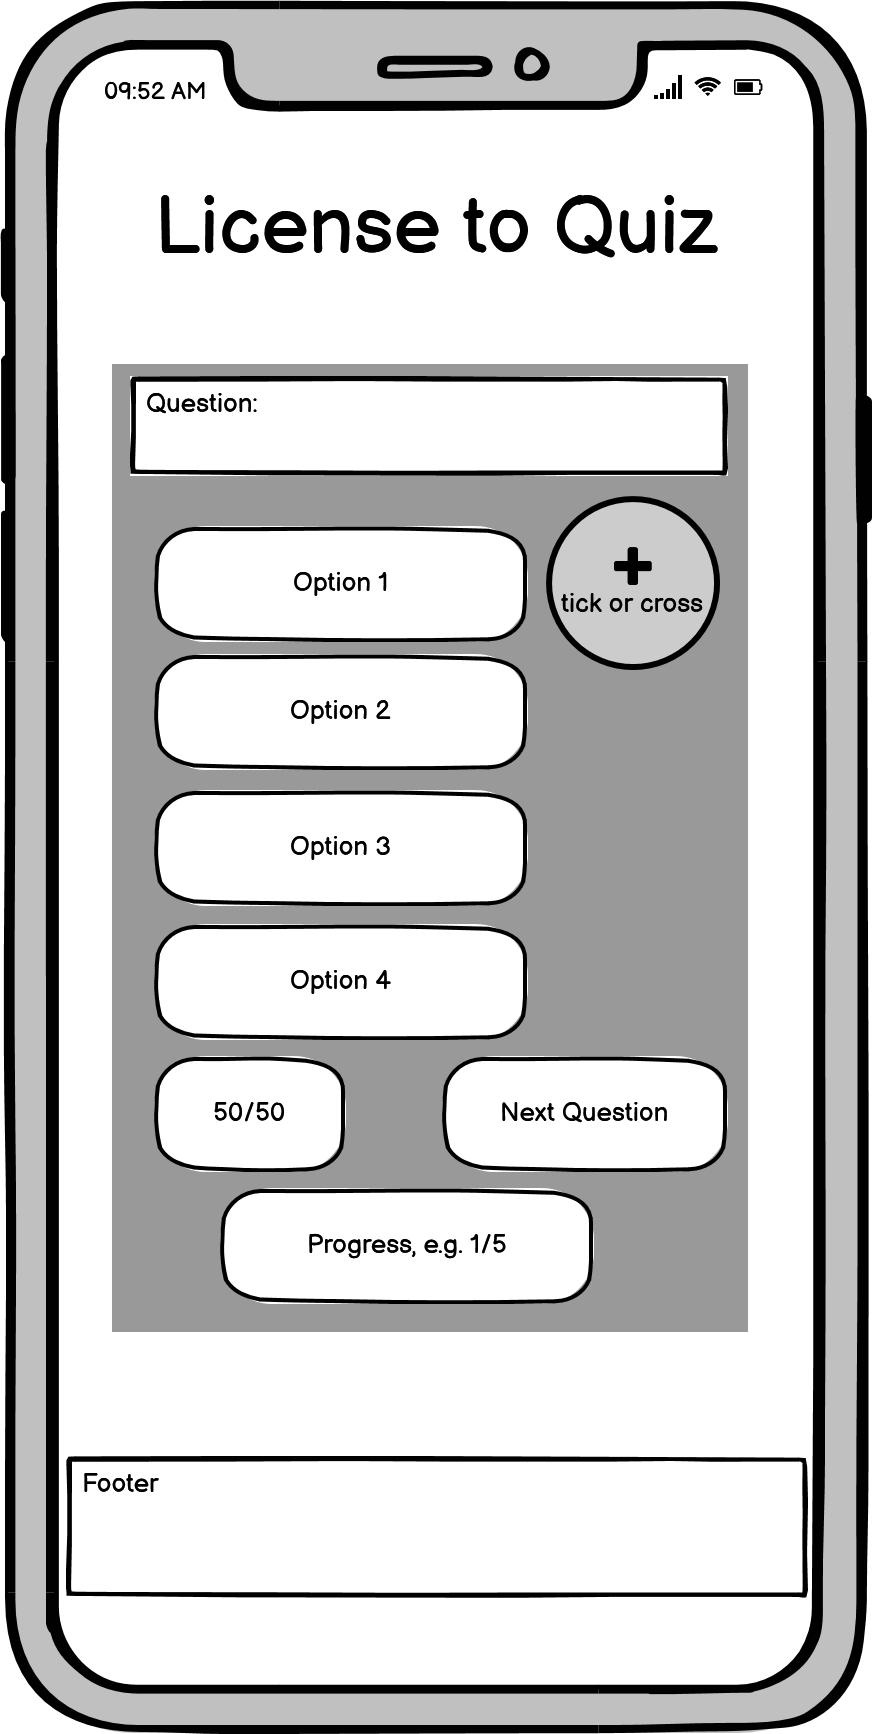 09:52 AM
License to Quiz
Question:
Option 1
tick or cross
Option 2
Option 3
Option 4
50/50
Next Question
Progress, e.g. 1/5
Footer